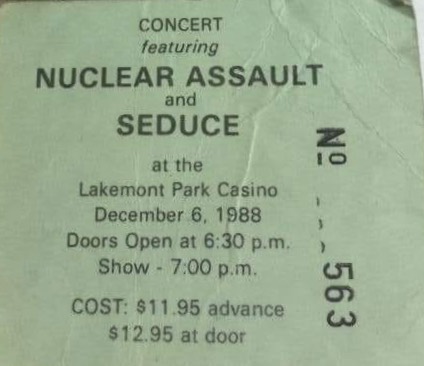 CONCERT
featuring
NUCLEAR ASSAULT
and
SEDUCE
at the
Lakemont Park Casino
December 6, 1988
Doors Open at 6:30 p.m.
Show - 7:00 p.m.
COST: $11.95 advance
$12.95 at door
Nº - - - 563